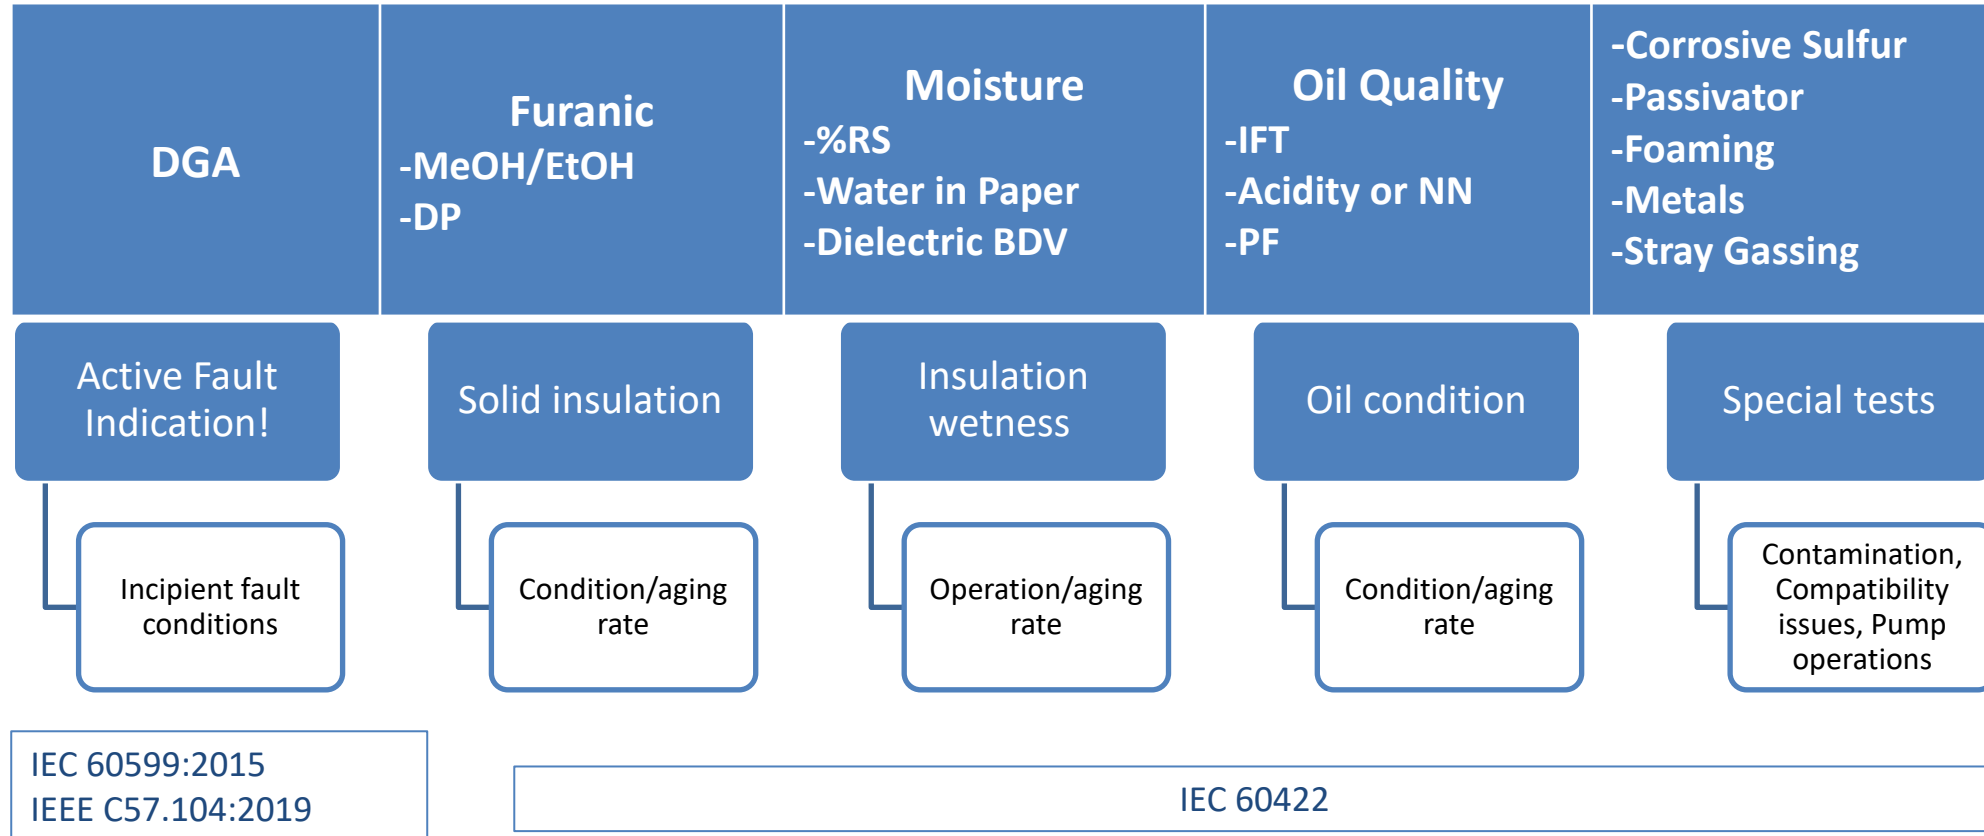 DGA
Furanic
-MeOH/EtOH
-DP
Moisture
-%RS
-Water in Paper
-Dielectric BDV
Oil Quality
-IFT
-Acidity or NN
-PF
-Corrosive Sulfur
-Passivator
-Foaming
-Metals
-Stray Gassing
Active Fault
Indication!
Solid insulation
Insulation
wetness
Oil condition
Special tests
Incipient fault
conditions
Condition/aging
rate
Operation/aging
rate
Condition/aging
rate
Contamination,
Compatibility
issues, Pump
operations
IEC 60599:2015
IEEE C57.104:2019
IEC 60422